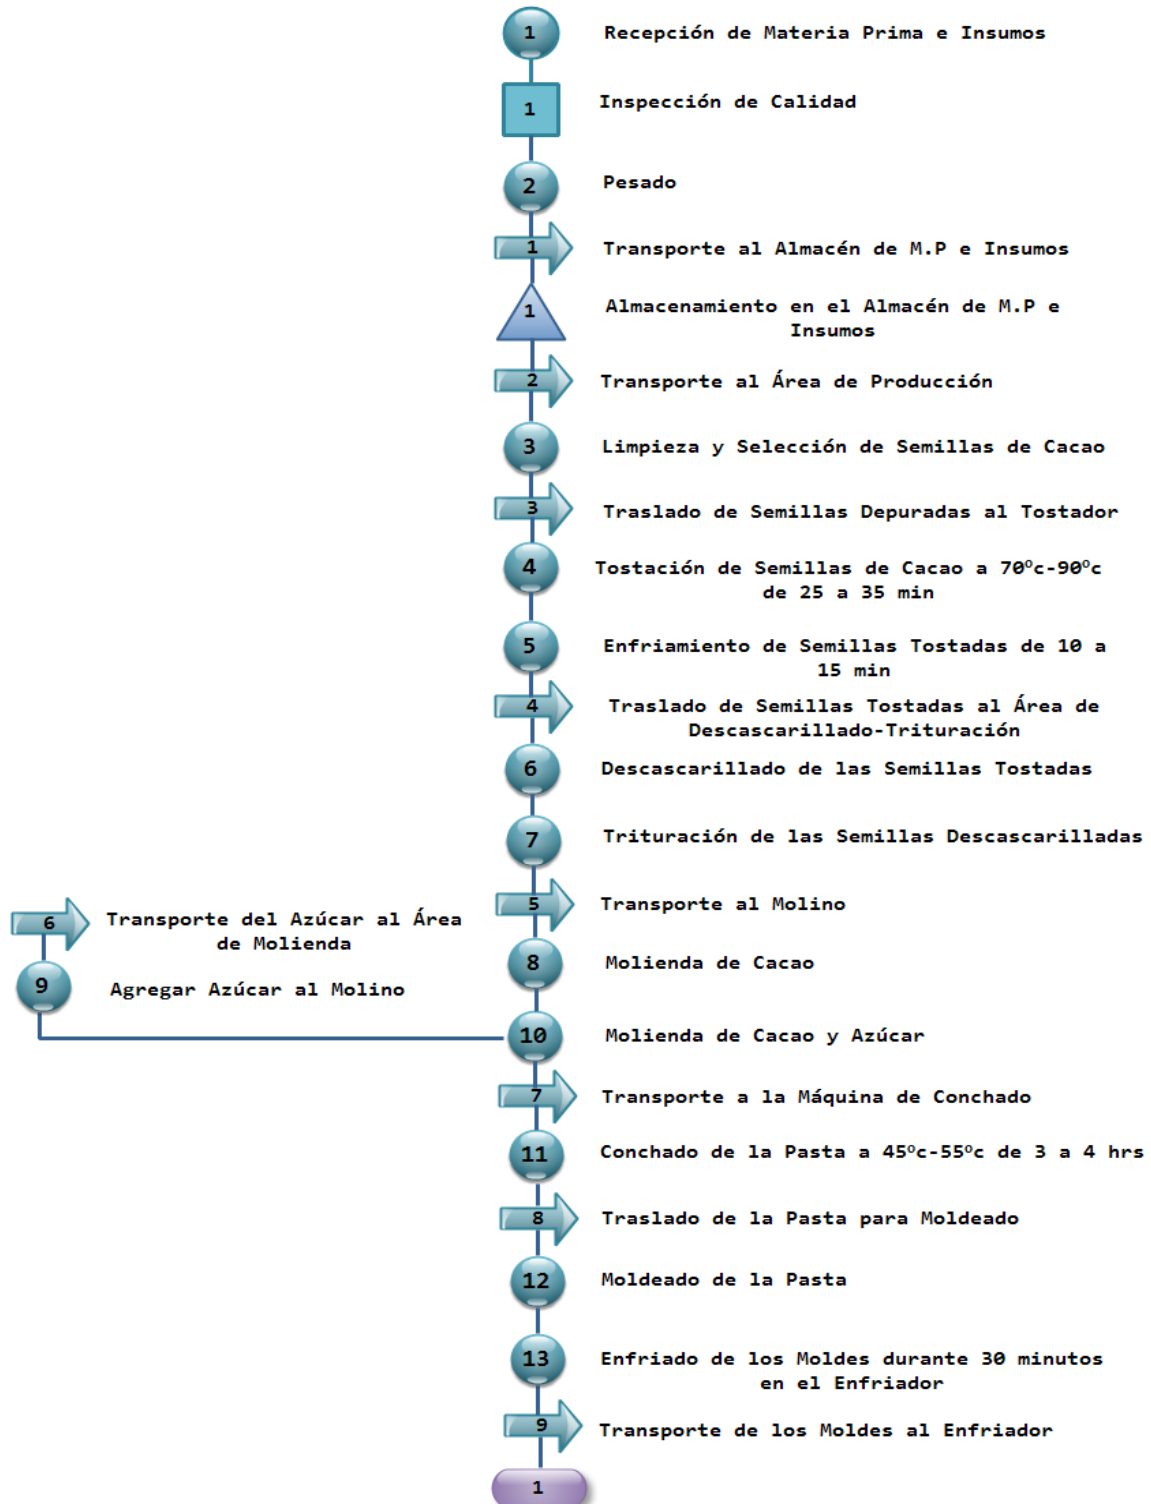 1 Recepción de Materia Prima e Insumos
1 Inspección de Calidad
2 Pesado
1 Transporte al Almacén de M.P e Insumos
1 Almacenamiento en el Almacén de M.P e
Insumos
2 Transporte al Área de Producción
3 Limpieza y Selección de Semillas de Cacao
3 Traslado de Semillas Depuradas al Tostador
4 Tostación de Semillas de Cacao a 70ºc-90ºc
de 25 a 35 min
5 Enfriamiento de Semillas Tostadas de 10 a
15 min
4 Traslado de Semillas Tostadas al Área de
Descascarillado-Trituración
6 Descascarillado de las Semillas Tostadas
7 Trituración de las Semillas Descascarilladas
5 Transporte al Molino
6 Transporte del Azúcar al Área
de Molienda
8 Molienda de Cacao
9 Agregar Azúcar al Molino
10 Molienda de Cacao y Azúcar
7 Transporte a la Máquina de Conchado
11 Conchado de la Pasta a 45ºc-55ºc de 3 a 4 hrs
8 Traslado de la Pasta para Moldeado
12 Moldeado de la Pasta
13 Enfriado de los Moldes durante 30 minutos
en el Enfriador
9 Transporte de los Moldes al Enfriador
1